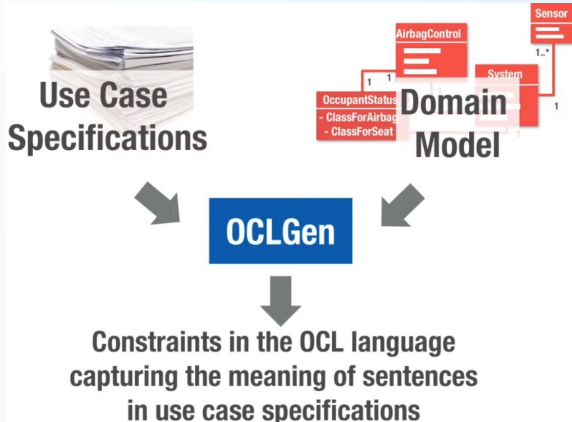 Sensor
AirbagControl
1..*
1 1
System
Use Case
Specifications
OccupantStatus
- ClassForAirbag
- ClassForSeat
1
1
Domain
Model
OCLGen
Constraints in the OCL language
capturing the meaning of sentences
in use case specifications